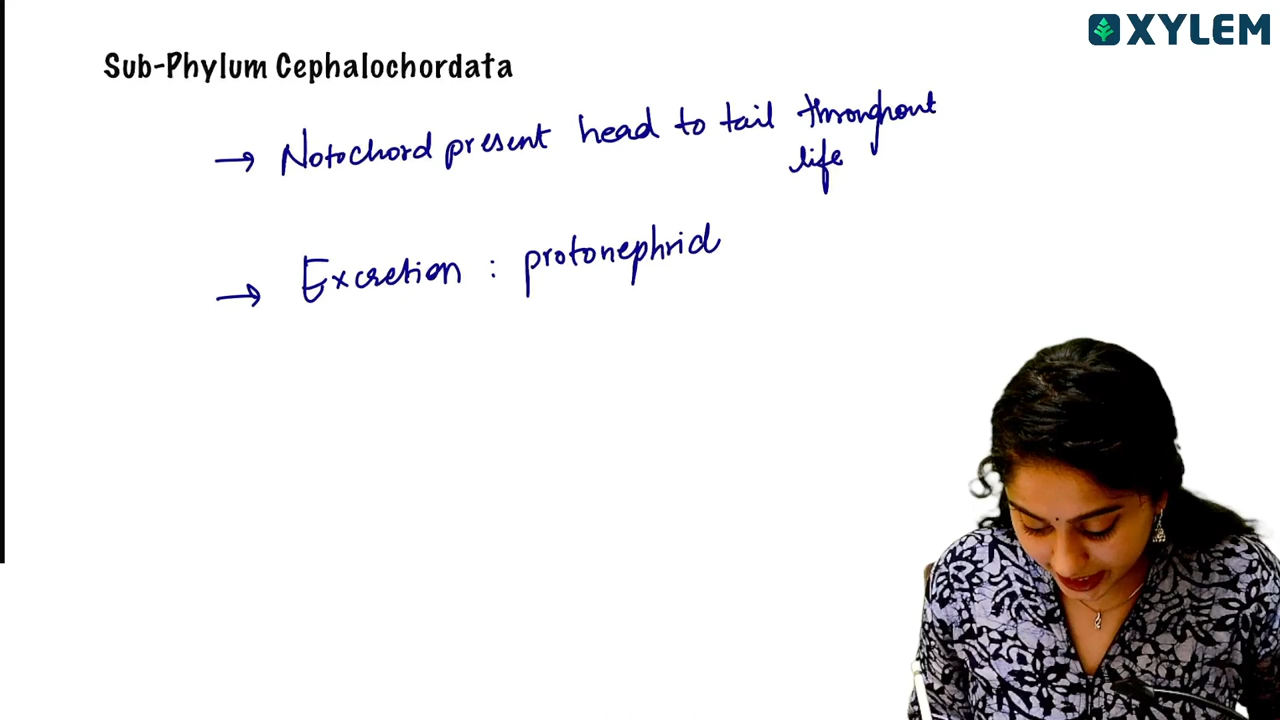 XYLEM
Sub-Phylum Cephalochordata
→ Notochord present head to tail throughout
life
→ Excretion : protonephrid